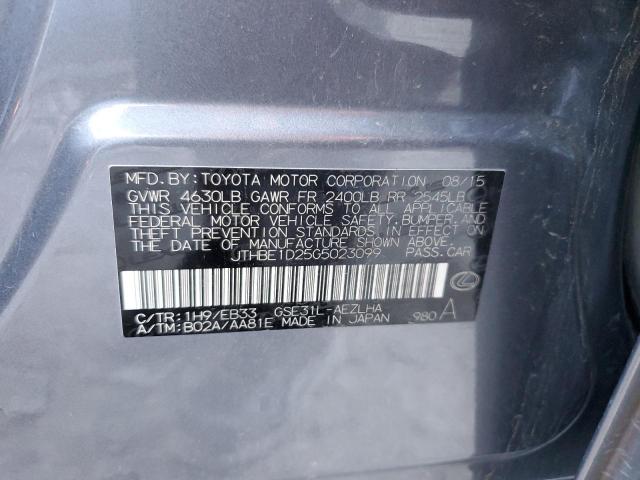 MFD. BY: TOYOTA MOTOR CORPORATION 08/15
GVWR 4630LB GAWR FR 2400LB RR 2545LB
THIS VEHICLE CONFORMS TO ALL APPLICABLE
FEDERAL MOTOR VEHICLE SAFETY, BUMPER, AND
THEFT PREVENTION STANDARDS IN EFFECT ON
THE DATE OF MANUFACTURE SHOWN ABOVE.
JTHBE1D25G5023099 PASS.CAR
C/TR: 1H9/EB33 GSE31L-AEZLHA
A/TM: B02A/AA81E MADE IN JAPAN 980 A